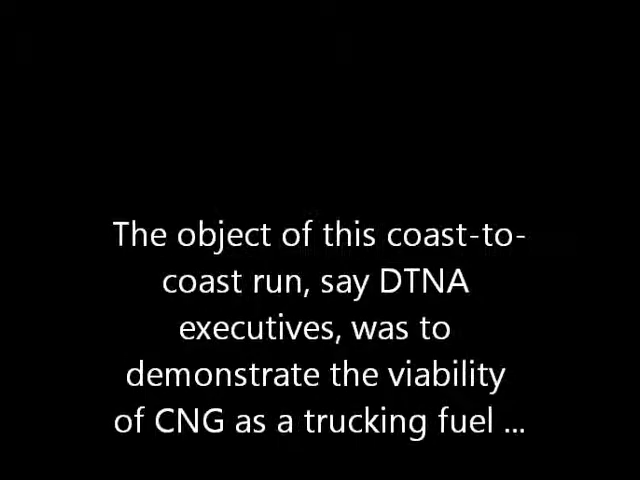 The object of this coast-to-
coast run, say DTNA
executives, was to
demonstrate the viability
of CNG as a trucking fuel ...